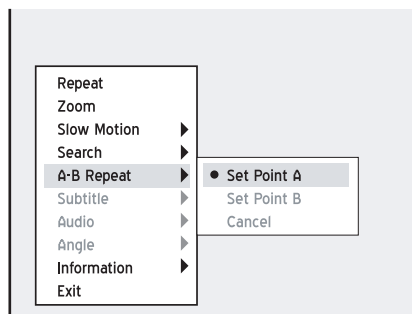 Repeat
Zoom
Slow Motion
Search
A-B Repeat
Set Point A
Subtitle
Set Point B
Audio
Cancel
Angle
Information
Exit